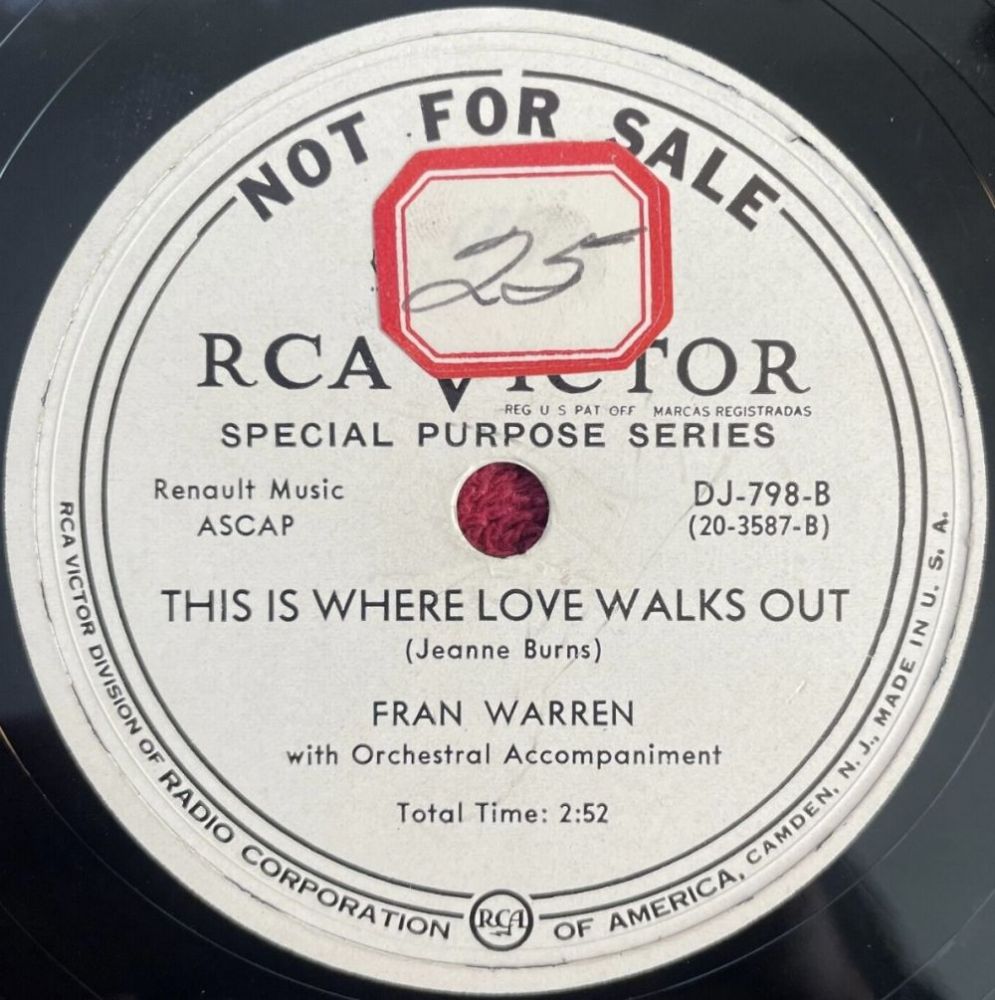 NOT FOR SALE
25
RCA VICTOR
REG U S PAT OFF MARCAS REGISTRADAS
SPECIAL PURPOSE SERIES
Renault Music
ASCAP
DJ-798-B
(20-3587-B)
THIS IS WHERE LOVE WALKS OUT
(Jeanne Burns)
FRAN WARREN
with Orchestral Accompaniment
Total Time: 2:52
RCA VICTOR DIVISION OF RADIO CORPORATION OF AMERICA, CAMDEN, N. J., MADE IN U. S. A.
RCA